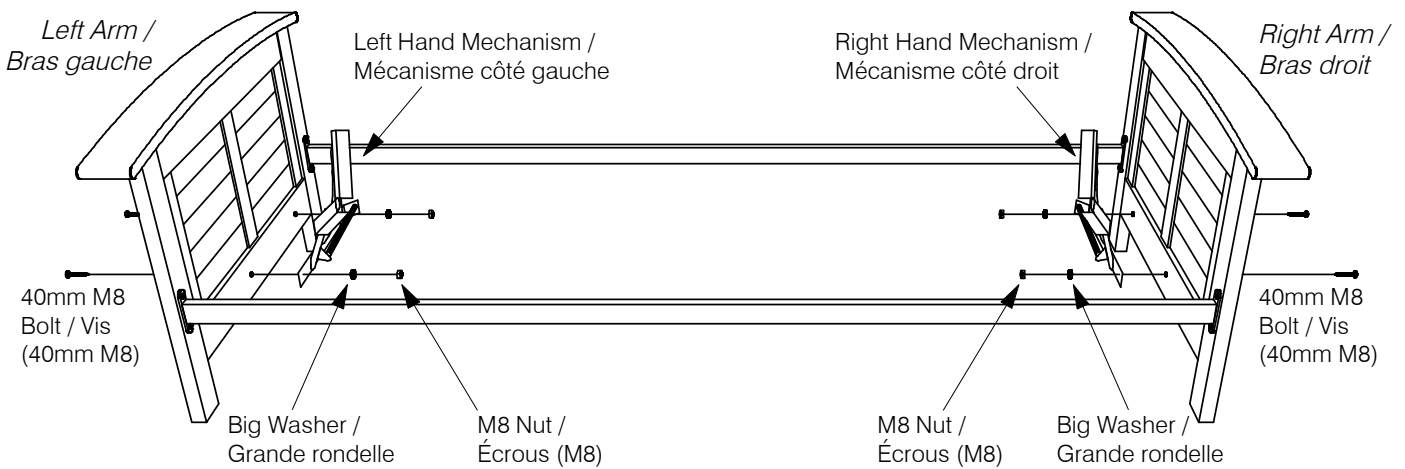 Left Arm /
Bras gauche
Left Hand Mechanism /
Mécanisme côté gauche
Right Hand Mechanism /
Mécanisme côté droit
Right Arm /
Bras droit
40mm M8
Bolt / Vis
(40mm M8)
40mm M8
Bolt / Vis
(40mm M8)
Big Washer /
Grande rondelle
M8 Nut /
Écrous (M8)
M8 Nut /
Écrous (M8)
Big Washer /
Grande rondelle